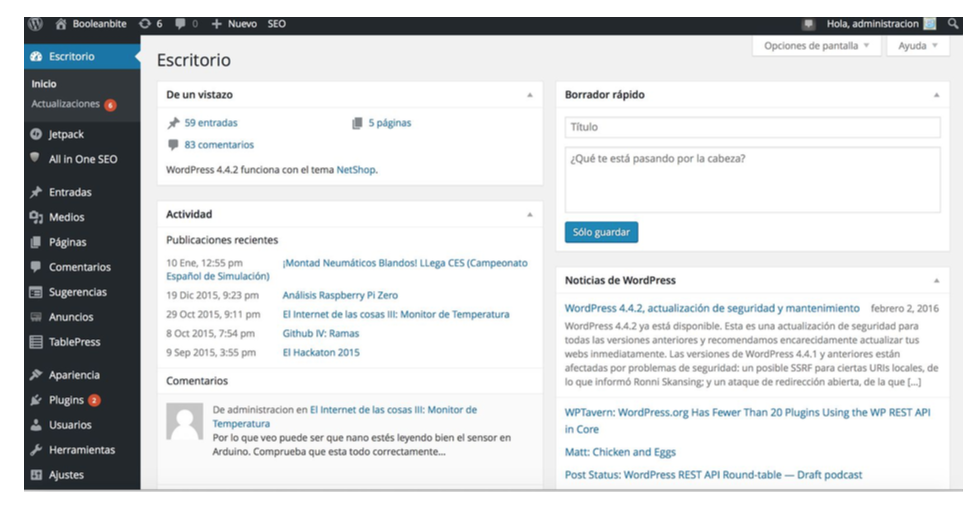 Booleanbite 6 0 + Nuevo SEO Hola, administracion
Opciones de pantalla Ayuda
Escritorio
Inicio
Actualizaciones 6
Jetpack
All in One SEO
Entradas
Medios
Páginas
Comentarios
Sugerencias
Anuncios
TablePress
Apariencia
Plugins 2
Usuarios
Herramientas
Ajustes
Escritorio
De un vistazo
59 entradas 5 páginas
83 comentarios
WordPress 4.4.2 funciona con el tema NetShop.
Actividad
Publicaciones recientes
10 Ene, 12:55 pm ¡Montad Neumáticos Blandos! LLega CES (Campeonato
Español de Simulación)
19 Dic 2015, 9:23 pm Análisis Raspberry Pi Zero
29 Oct 2015, 9:11 pm El Internet de las cosas III: Monitor de Temperatura
8 Oct 2015, 7:54 pm Github IV: Ramas
9 Sep 2015, 3:55 pm El Hackaton 2015
Comentarios
De administracion en El Internet de las cosas III: Monitor de
Temperatura
Por lo que veo puede ser que nano estés leyendo bien el sensor en
Arduino. Comprueba que esta todo correctamente...
Borrador rápido
Título
¿Qué te está pasando por la cabeza?
Sólo guardar
Noticias de WordPress
WordPress 4.4.2, actualización de seguridad y mantenimiento febrero 2, 2016
WordPress 4.4.2 ya está disponible. Esta es una actualización de seguridad para
todas las versiones anteriores y recomendamos encarecidamente actualizar tus
webs inmediatamente. Las versiones de WordPress 4.4.1 y anteriores están
afectadas por problemas de seguridad: un posible SSRF para ciertas URIs locales, de
lo que informó Ronni Skansing; y un ataque de redirección abierta, de la que [...]
WPTavern: WordPress.org Has Fewer Than 20 Plugins Using the WP REST API
in Core
Matt: Chicken and Eggs
Post Status: WordPress REST API Round-table — Draft podcast